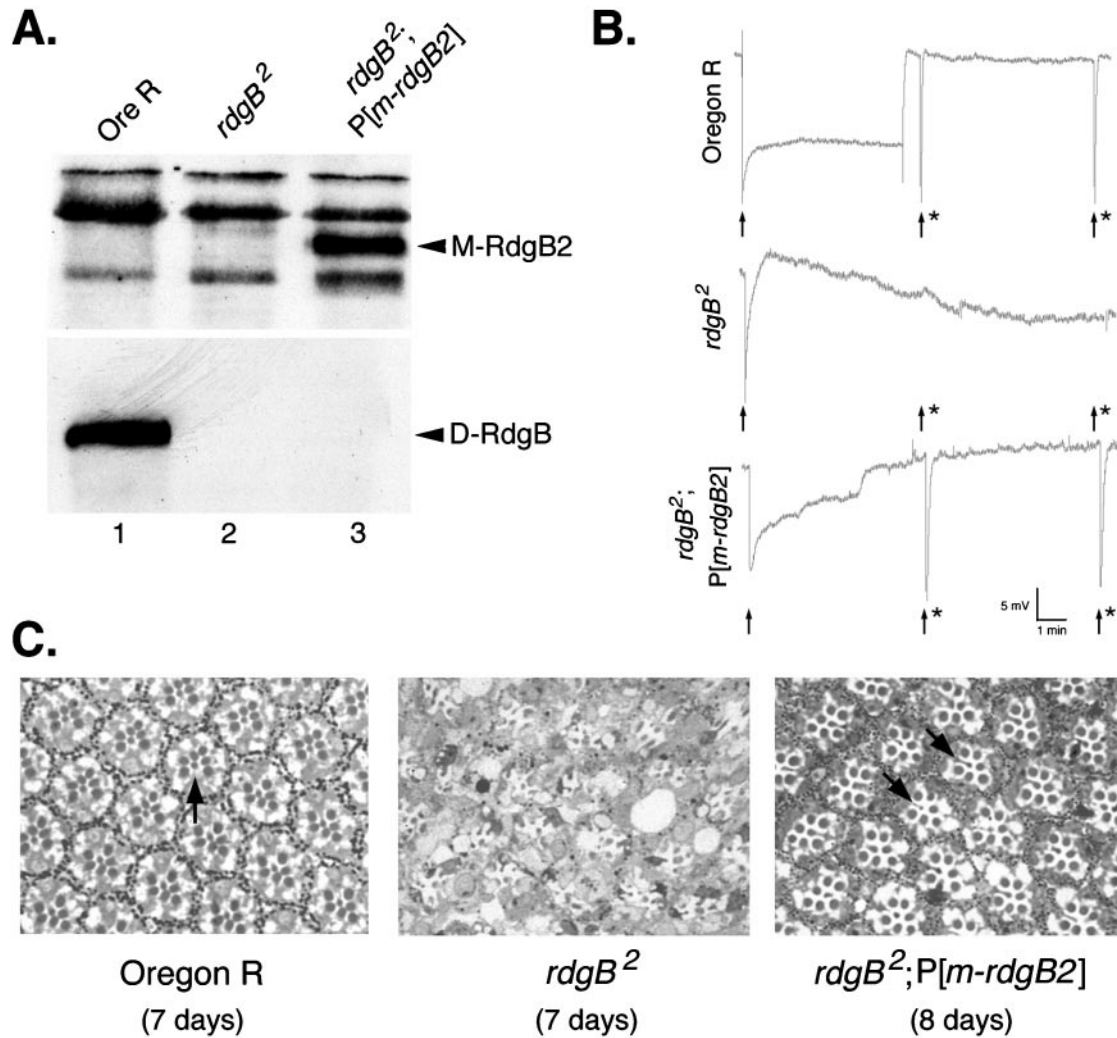 A.
Ore R
rdgB²
rdgB²;
P[m-rdgB2]
M-RdgB2
D-RdgB
1 2 3
B.
Oregon R
*
*
rdgB²
*
*
rdgB²;
P[m-rdgB2]
5 mV
1 min
*
*
C.
Oregon R
(7 days)
rdgB²
(7 days)
rdgB²;P[m-rdgB2]
(8 days)